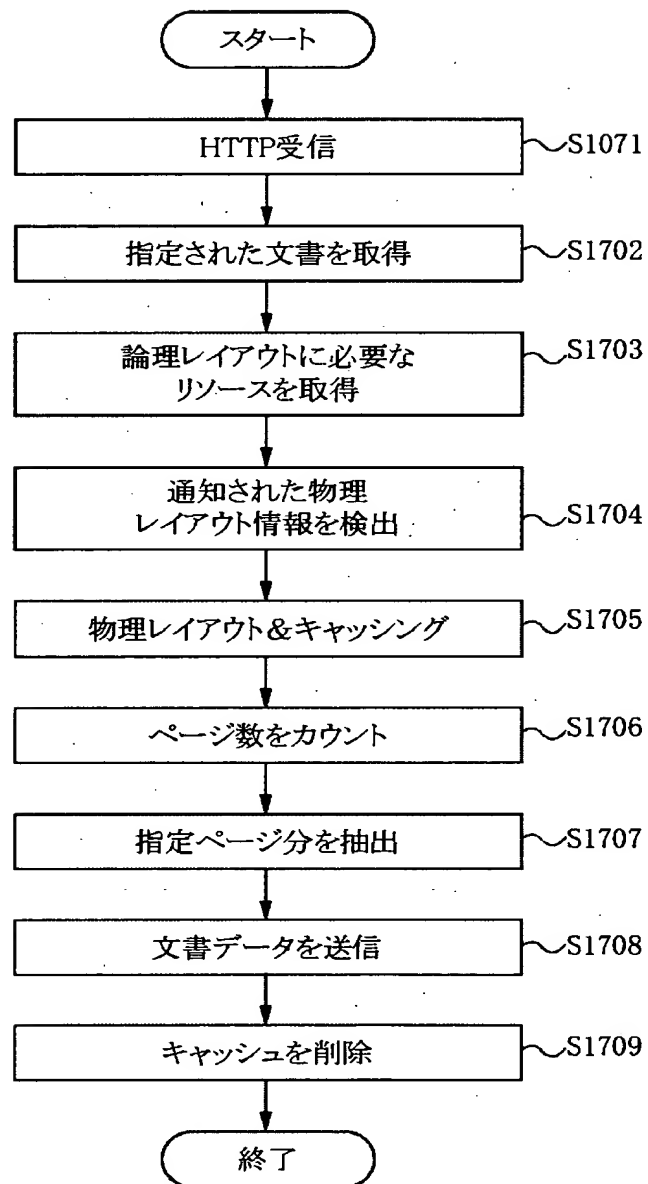 スタート
HTTP受信
S1071
指定された文書を取得
S1702
論理レイアウトに必要な
リソースを取得
S1703
通知された物理
レイアウト情報を検出
S1704
物理レイアウト&キャッシング
S1705
ページ数をカウント
S1706
指定ページ分を抽出
S1707
文書データを送信
S1708
キャッシュを削除
S1709
終了